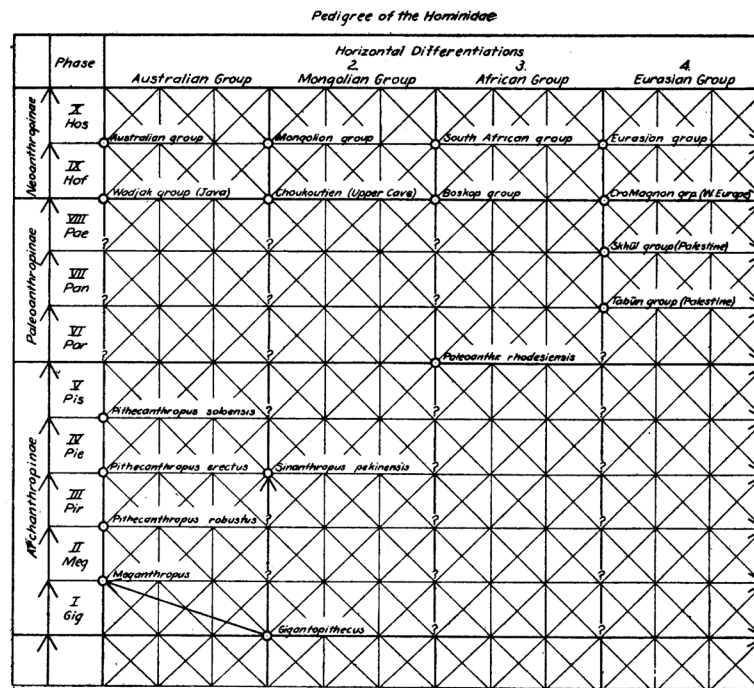 Pedigree of the Hominidae
Horizontal Differentiations
Phase
2.
3.
4.
Australian Group
Mongolian Group
African Group
Eurasian Group
Neoanthropinae
X
Hos
Australian group
Mongolian group
South African group
Eurasian group
IX
Hof
Wadjak group (Java)
Choukoutien (Upper Cave)
Boskop group
CroMagnon grp. (W. Europe)
Paleoanthropinae
VIII
Pae
?
?
Skhūl group (Palestine)
VII
Pan
?
?
Tabūn group (Palestine)
VI
Par
?
?
Paleoanthr. rhodesiensis
?
Archanthropinae
V
Pis
Pithecanthropus soloensis
?
?
?
IV
Pie
Pithecanthropus erectus
Sinanthropus pekinensis
?
?
III
Pir
Pithecanthropus robustus
?
?
?
II
Meg
Meganthropus
?
?
?
I
Gig
Gigantopithecus
?
?